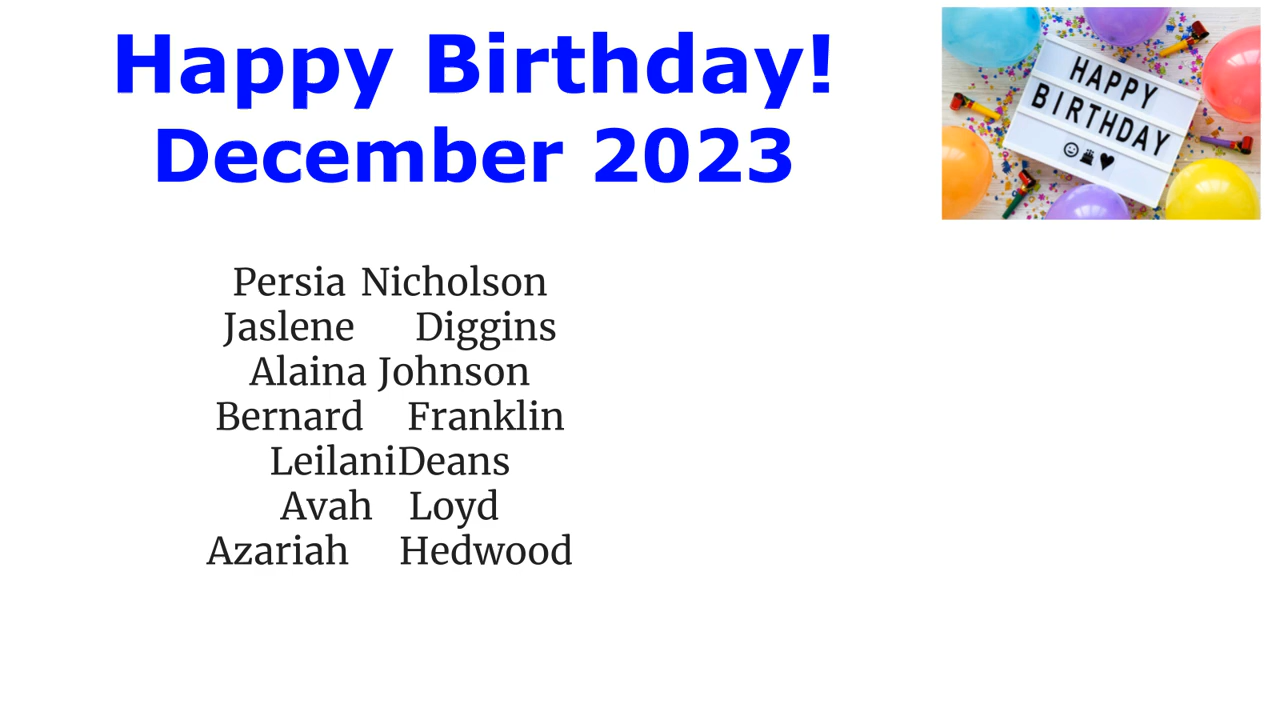 Happy Birthday!
December 2023
HAPPY
BIRTHDAY
Persia Nicholson
Jaslene Diggins
Alaina Johnson
Bernard Franklin
LeilaniDeans
Avah Loyd
Azariah Hedwood